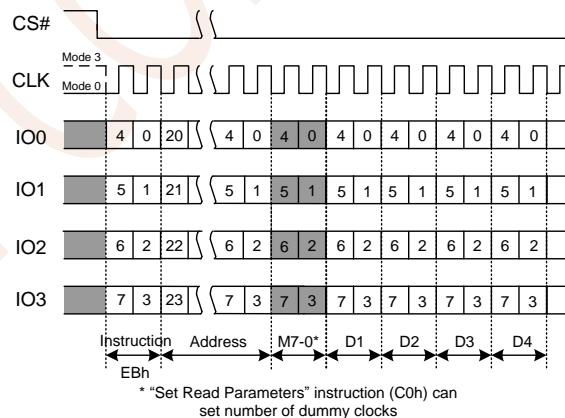 CS#
Mode 3
CLK
Mode 0
IO0 4 0 20 4 0 4 0 4 0 4 0 4 0 4 0
IO1 5 1 21 5 1 5 1 5 1 5 1 5 1 5 1
IO2 6 2 22 6 2 6 2 6 2 6 2 6 2 6 2
IO3 7 3 23 7 3 7 3 7 3 7 3 7 3 7 3
Instruction Address M7-0* D1 D2 D3 D4
EBh
* “Set Read Parameters” instruction (C0h) can
set number of dummy clocks